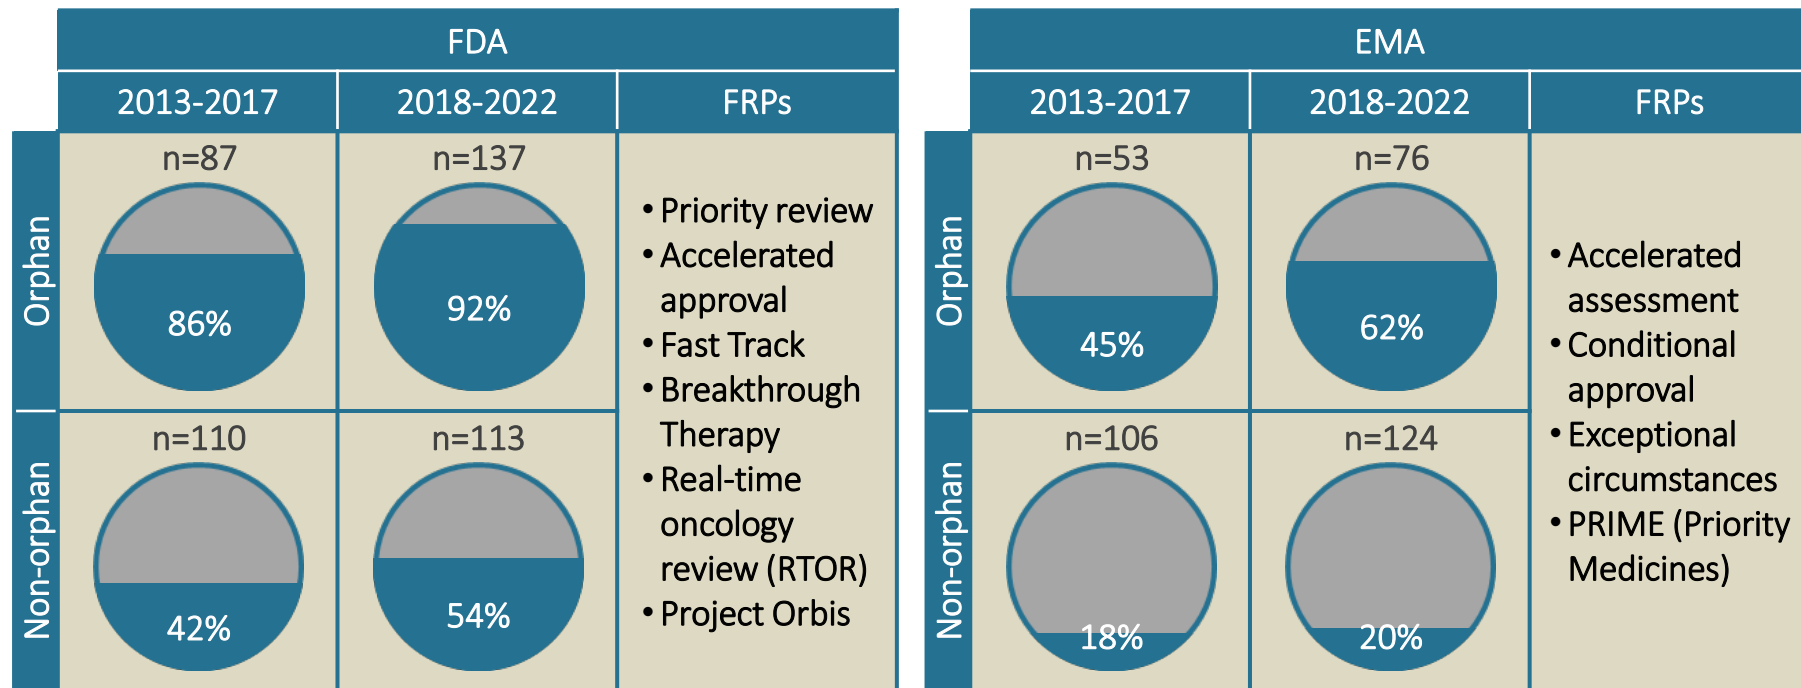 FDA
2013-2017
2018-2022
FRPs
Orphan
n=87
86%
n=137
92%
Non-orphan
n=110
42%
n=113
54%
• Priority review
• Accelerated
approval
• Fast Track
• Breakthrough
Therapy
• Real-time
oncology
review (RTOR)
• Project Orbis
EMA
2013-2017
2018-2022
FRPs
Orphan
n=53
45%
n=76
62%
Non-orphan
n=106
18%
n=124
20%
• Accelerated
assessment
• Conditional
approval
• Exceptional
circumstances
• PRIME (Priority
Medicines)